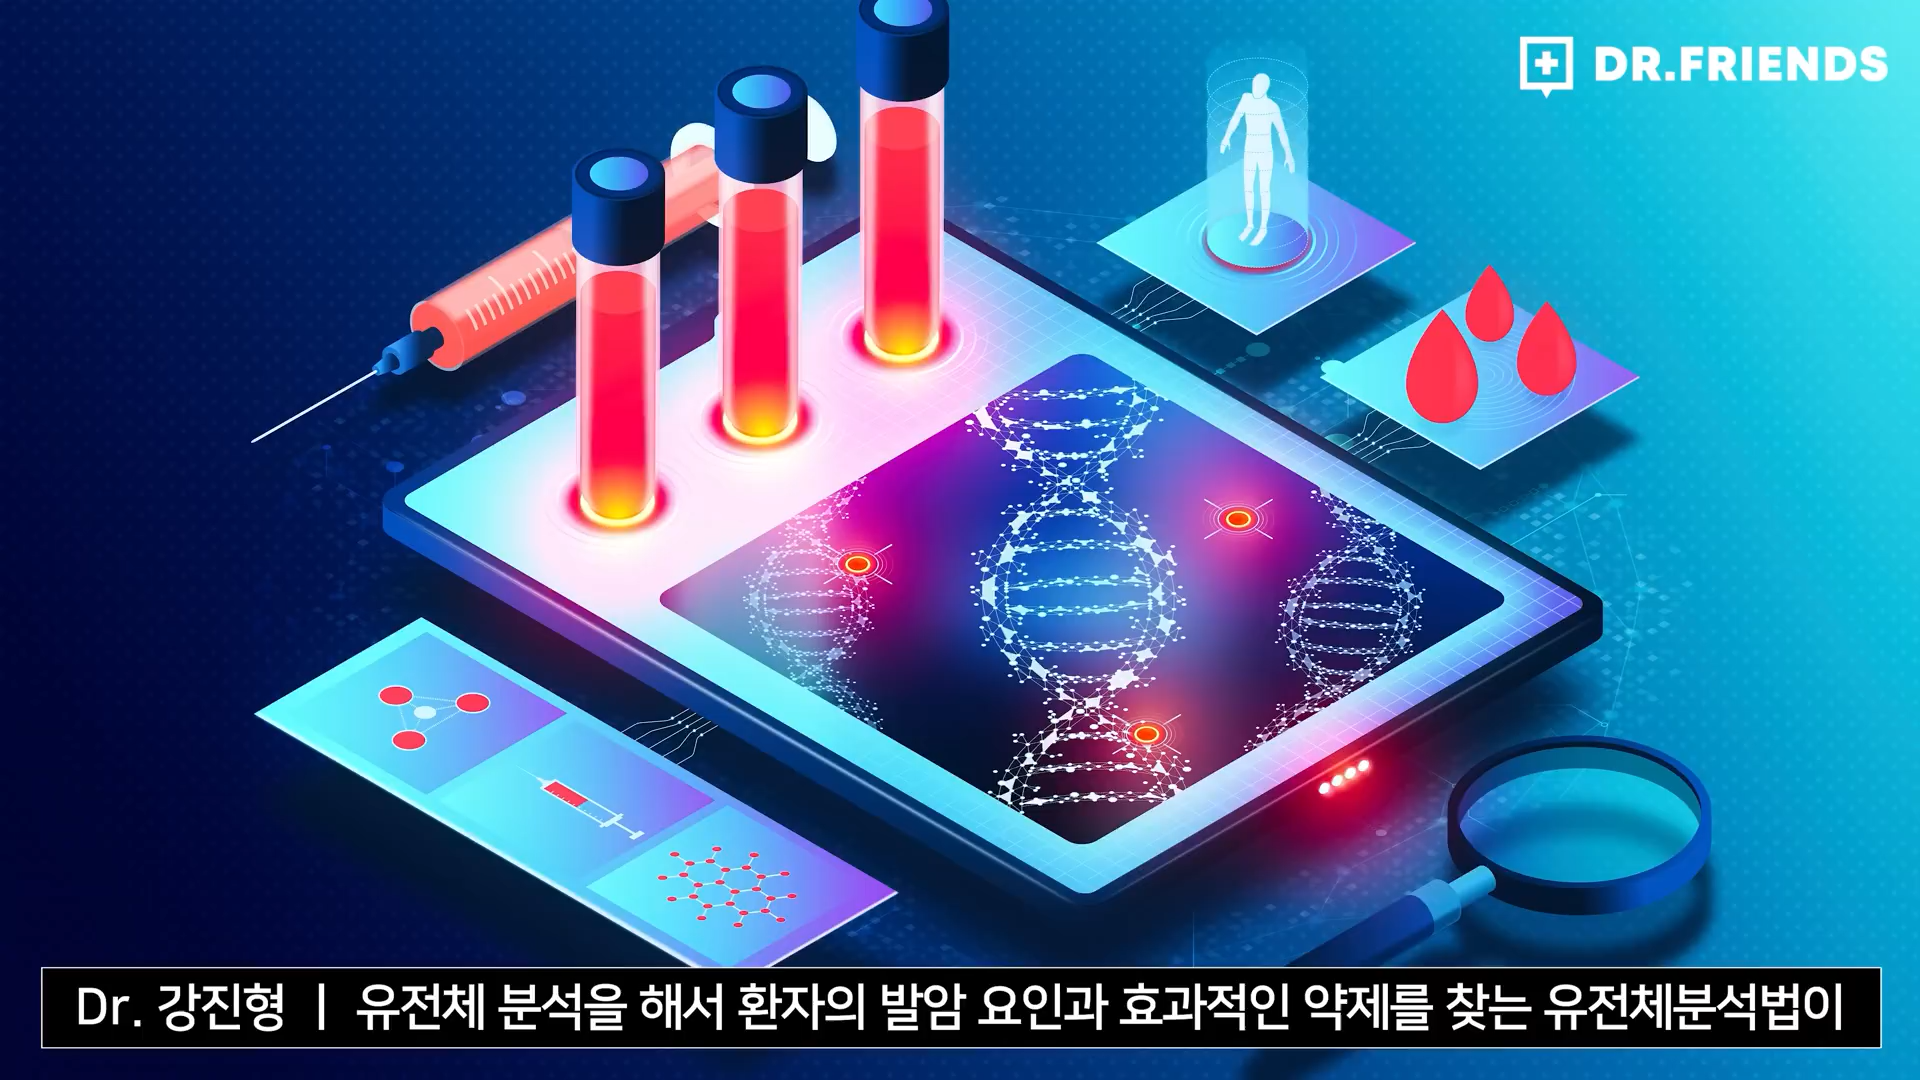 DR.FRIENDS
Dr. 강진형 | 유전체 분석을 해서 환자의 발암 요인과 효과적인 약제를 찾는 유전체분석법이